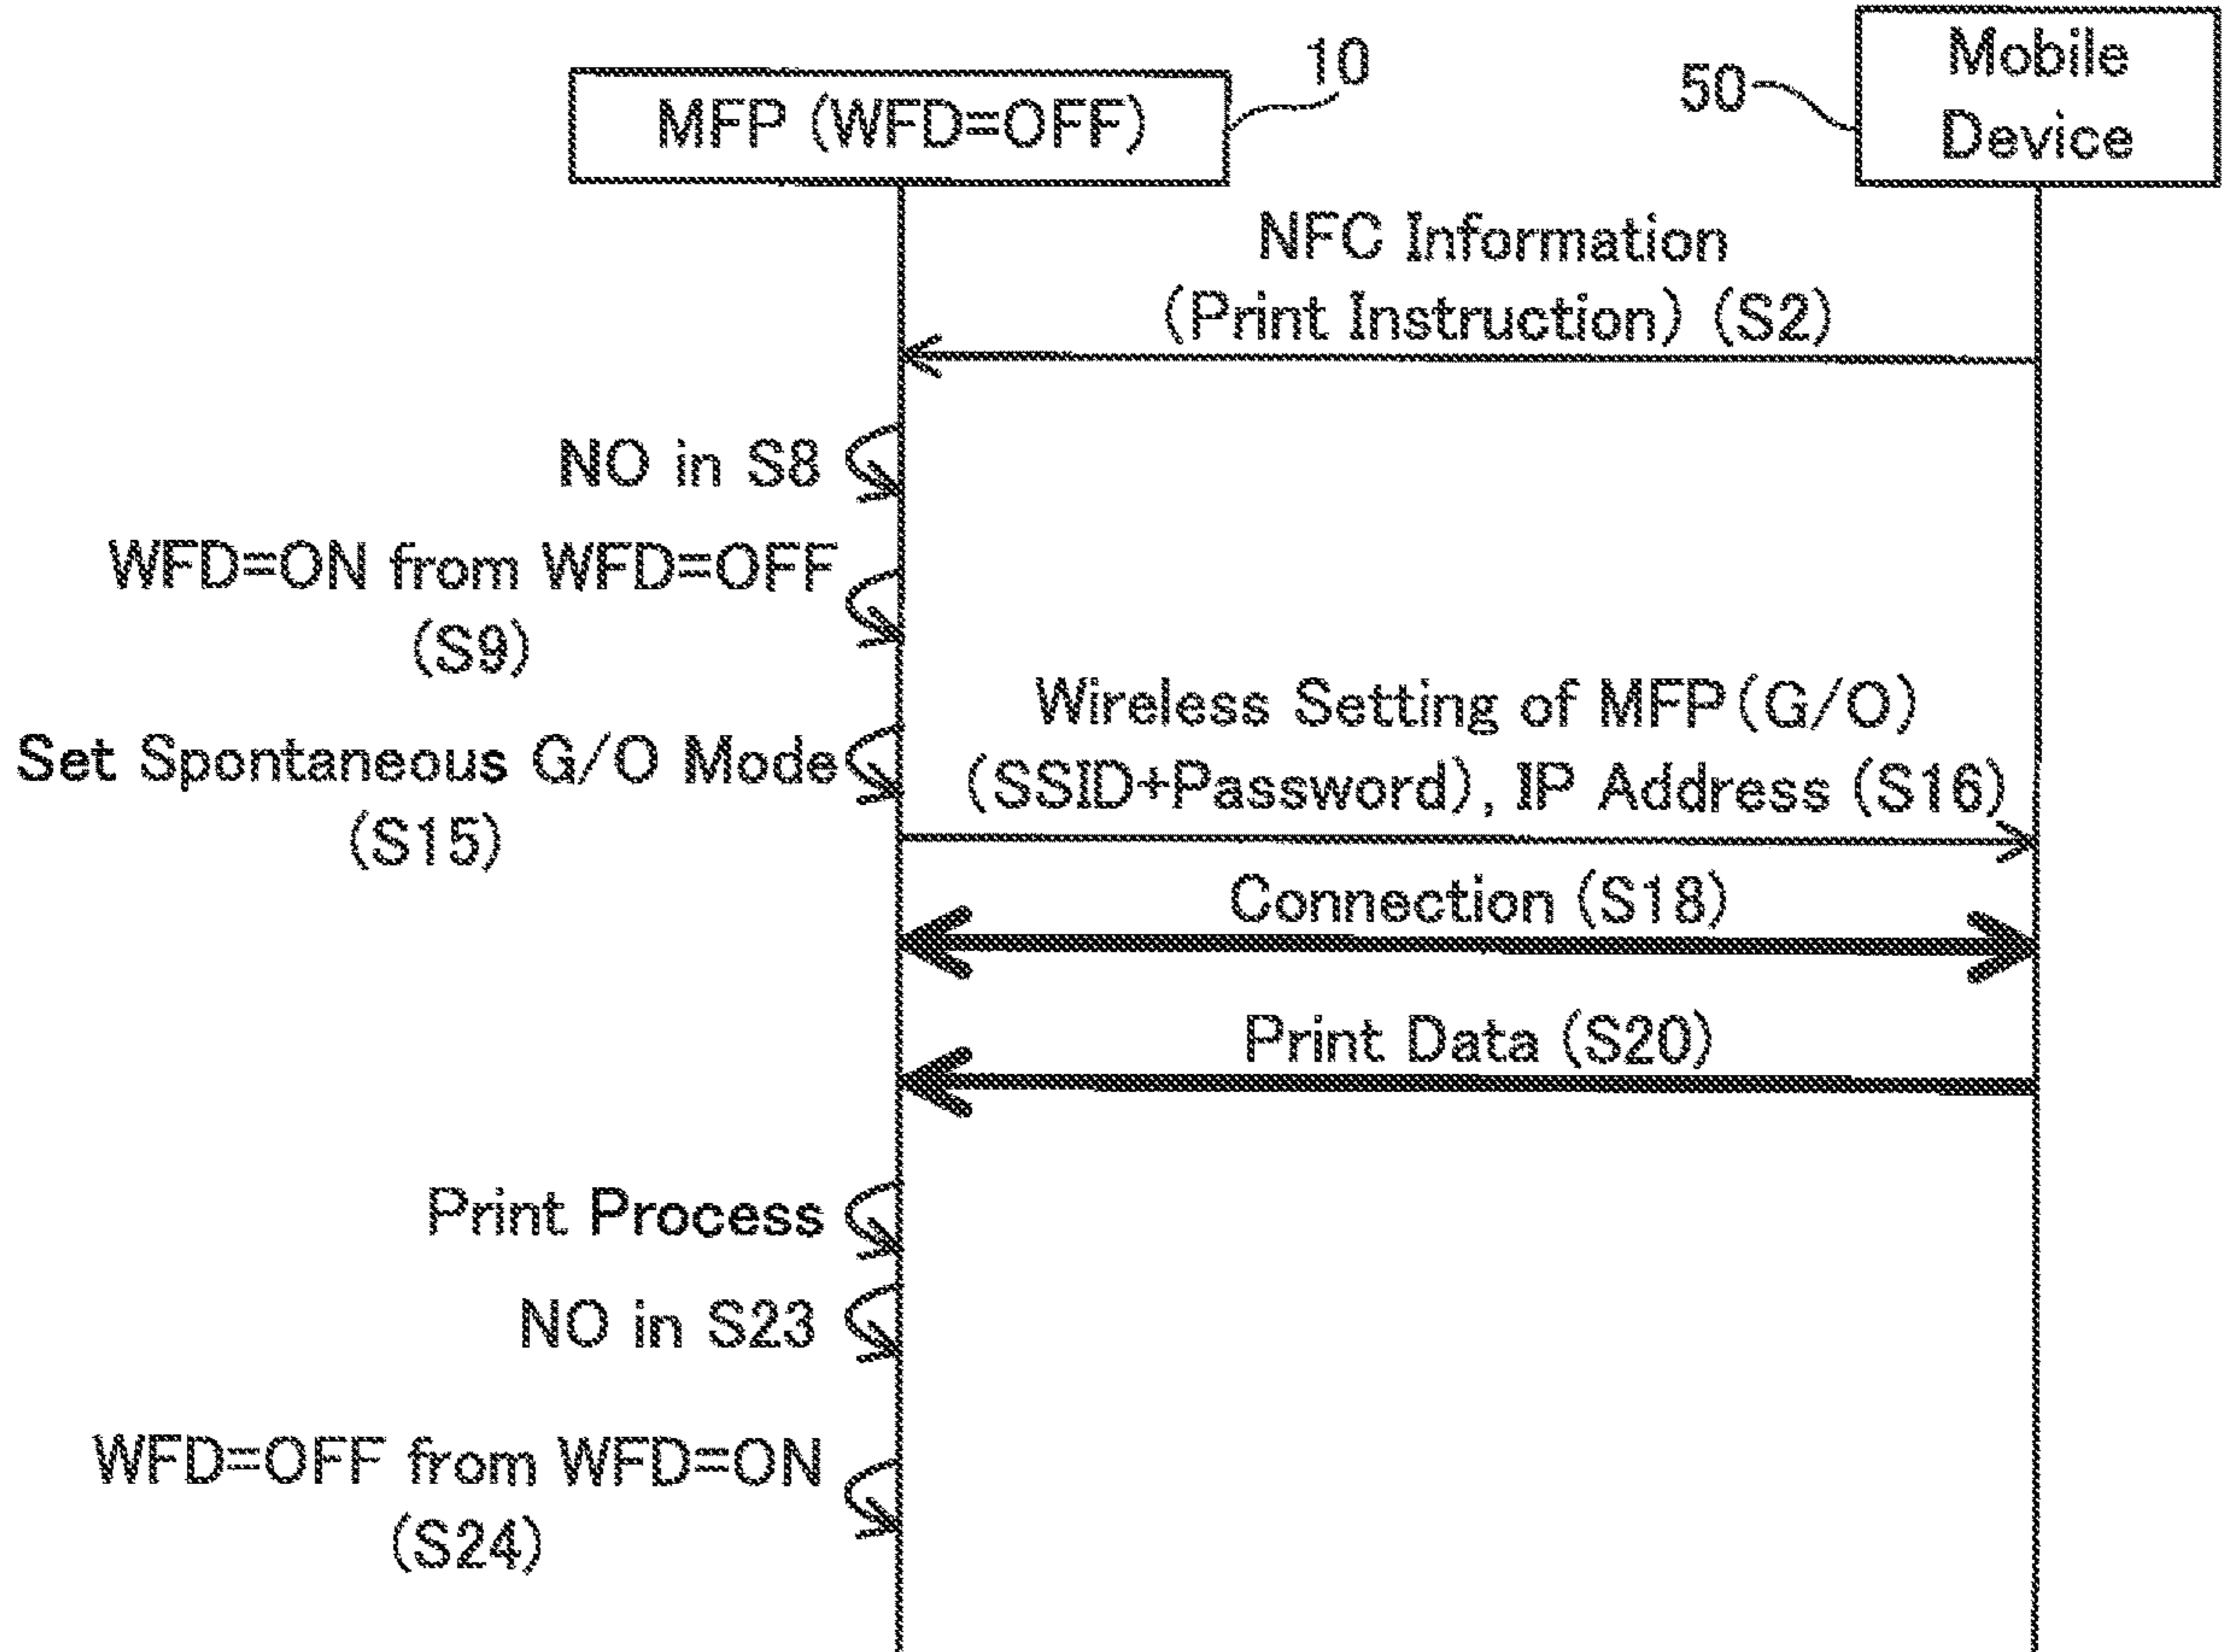 10
MFP (WFD=OFF)
50
Mobile
Device
NFC Information
(Print Instruction) (S2)
NO in S8
WFD=ON from WFD=OFF
(S9)
Wireless Setting of MFP(G/O)
(SSID+Password), IP Address (S16)
Set Spontaneous G/O Mode
(S15)
Connection (S18)
Print Data (S20)
Print Process
NO in S23
WFD=OFF from WFD=ON
(S24)